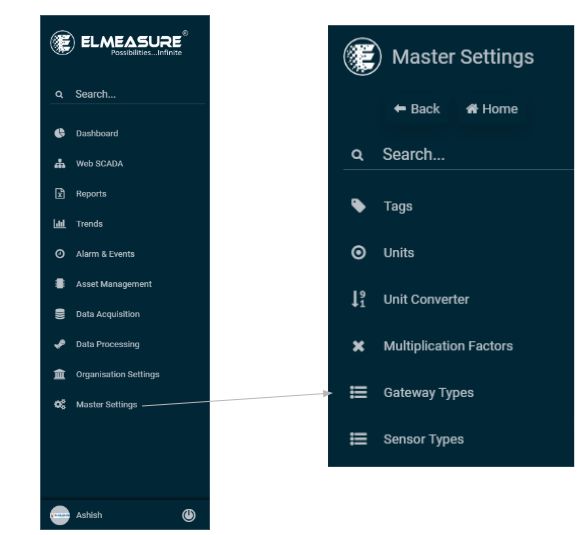 ELMEASURE®
Possibilities...Infinite
Search...
Dashboard
Web SCADA
Reports
Trends
Alarm & Events
Asset Management
Data Acquisition
Data Processing
Organisation Settings
Master Settings
Ashish
Master Settings
Back Home
Search...
Tags
Units
Unit Converter
Multiplication Factors
Gateway Types
Sensor Types